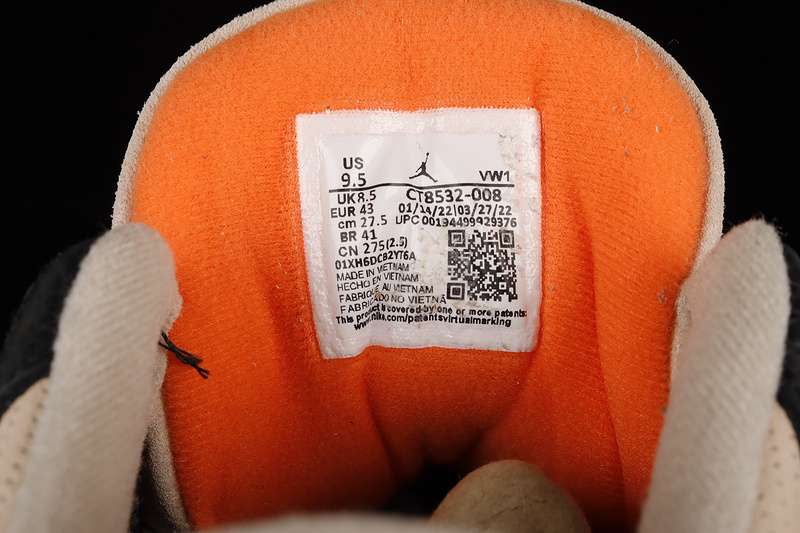 US
9.5
VW1
UK 8.5 CT8532-008
EUR 43 01/14/22|03/27/22
cm 27.5 UPC 00194499929376
BR 41
CN 275(2.5)
01XH6DCB2YT6A
MADE IN VIETNAM
HECHO EN VIETNAM
FABRIQUE AU VIETNAM
FABRICADO NO VIETNÃ
This product is covered by one or more patents:
www.nike.com/patentsvirtualmarking